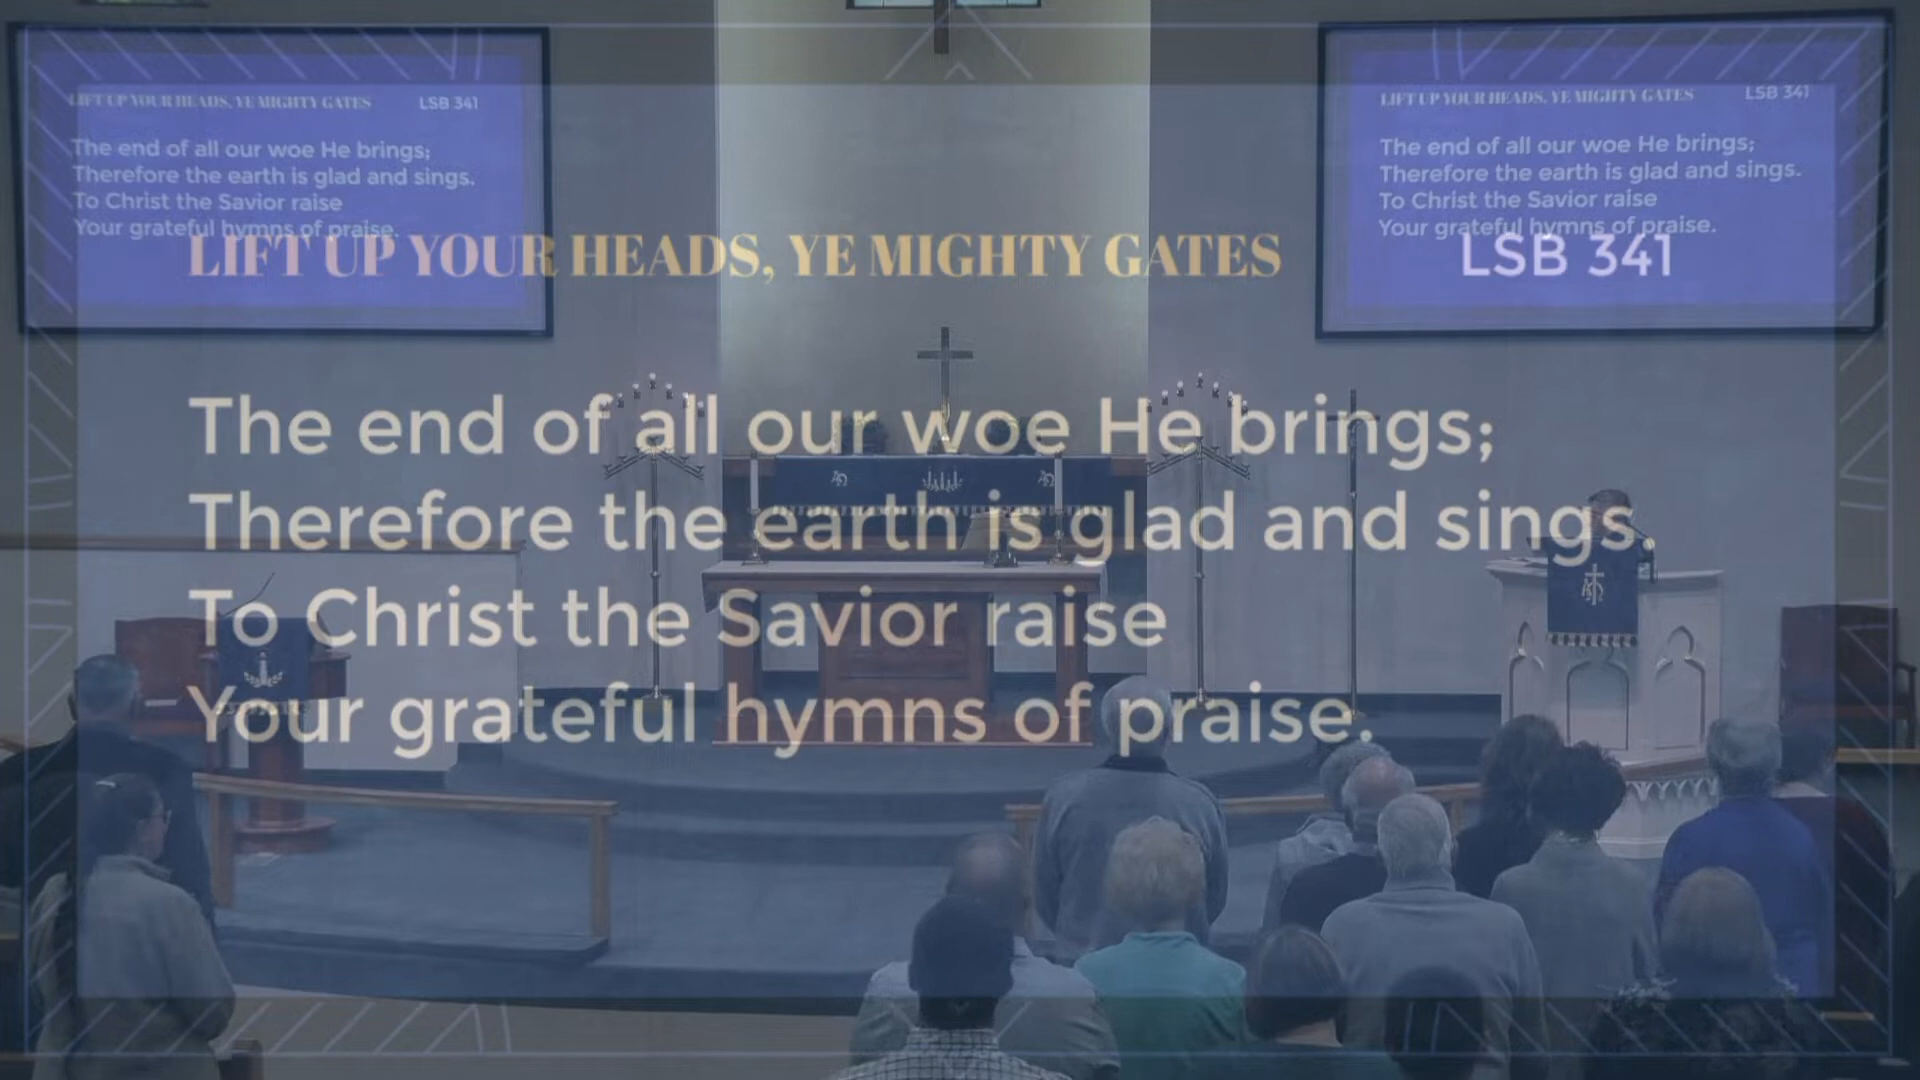 LIFT UP YOUR HEADS, YE MIGHTY GATES LSB 341
The end of all our woe He brings;
Therefore the earth is glad and sings.
To Christ the Savior raise
Your grateful hymns of praise.
LIFT UP YOUR HEADS, YE MIGHTY GATES LSB 341
The end of all our woe He brings;
Therefore the earth is glad and sings.
To Christ the Savior raise
Your grateful hymns of praise.
LIFT UP YOUR HEADS, YE MIGHTY GATES LSB 341
The end of all our woe He brings;
Therefore the earth is glad and sings.
To Christ the Savior raise
Your grateful hymns of praise.